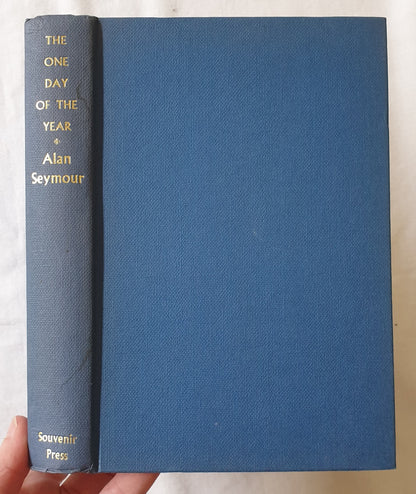 THE
ONE
DAY
OF THE
YEAR
Alan
Seymour
Souvenir
Press